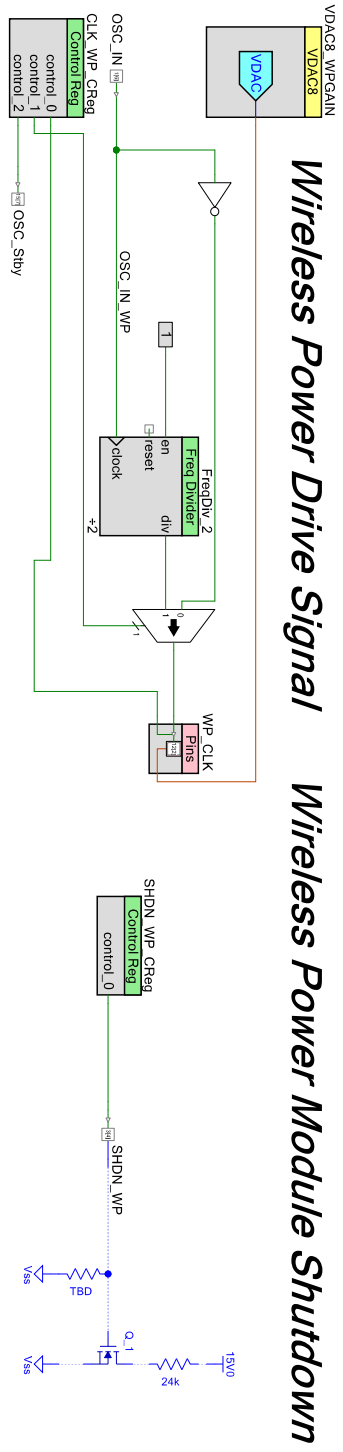 Wireless Power Drive Signal
VDAC8_WPGAIN
VDAC8
VDAC
OSC_IN
OSC_IN_WP
1
FreqDiv_2
Freq Divider
en
div
reset
clock
÷2
0
1
1
WP_CLK
Pins
CLK_WP_CReg
Control Reg
control_0
control_1
control_2
OSC_Stby
Wireless Power Module Shutdown
SHDN_WP_CReg
Control Reg
control_0
SHDN_WP
TBD
Vss
Q_1
Vss
24k
15V0